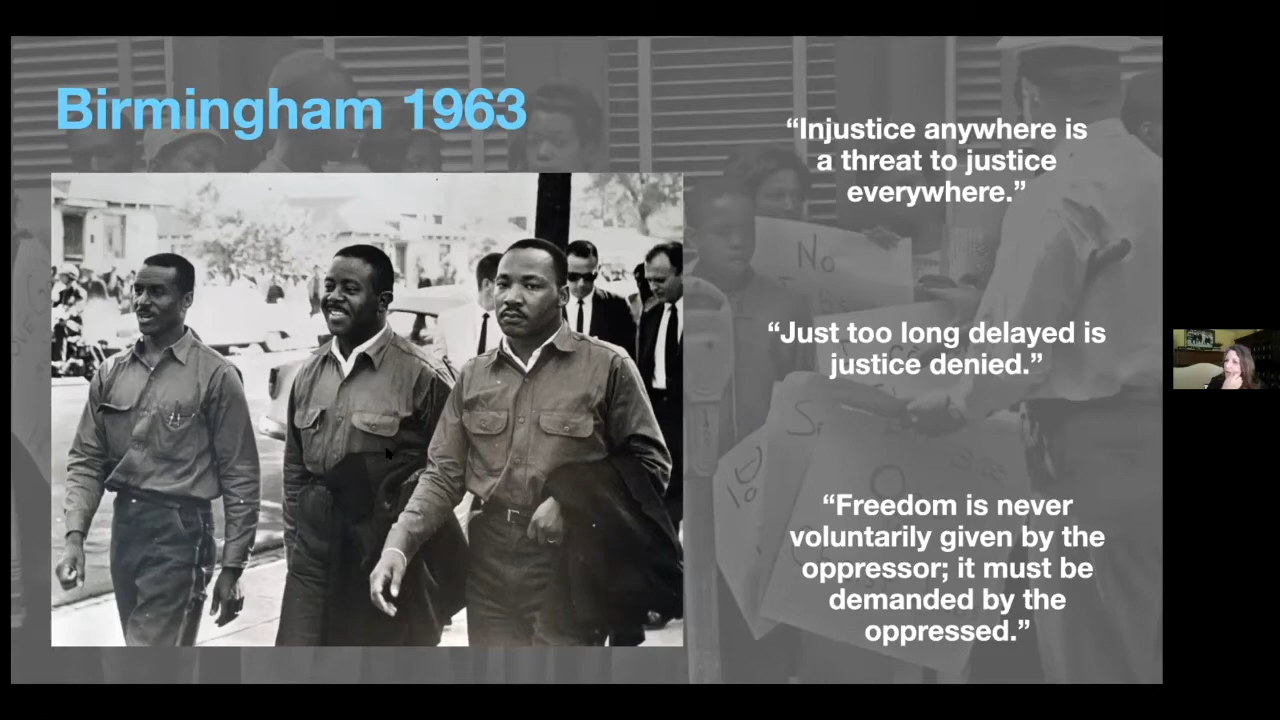 Birmingham 1963
“Injustice anywhere is
a threat to justice
everywhere.”
“Just too long delayed is
justice denied.”
“Freedom is never
voluntarily given by the
oppressor; it must be
demanded by the
oppressed.”
No